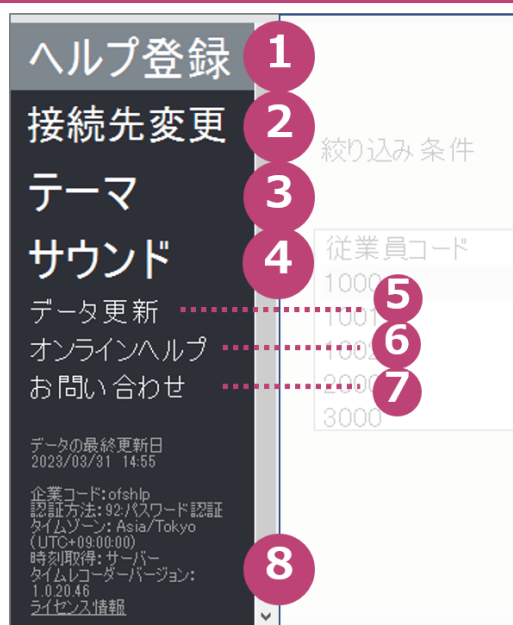 ヘルプ登録 1
接続先変更 2
絞り込み条件
テーマ 3
サウンド 4
従業員コード
1000
データ更新 5
1001
オンラインヘルプ 6
1002
お問い合わせ 7
2000
3000
データの最終更新日
2023/03/31 14:55
企業コード:ofshlp
認証方法:92:パスワード認証
タイムゾーン: Asia/Tokyo
(UTC+09:00:00)
時刻取得:サーバー
タイムレコーダーバージョン:
1.0.20.46
ライセンス情報
8